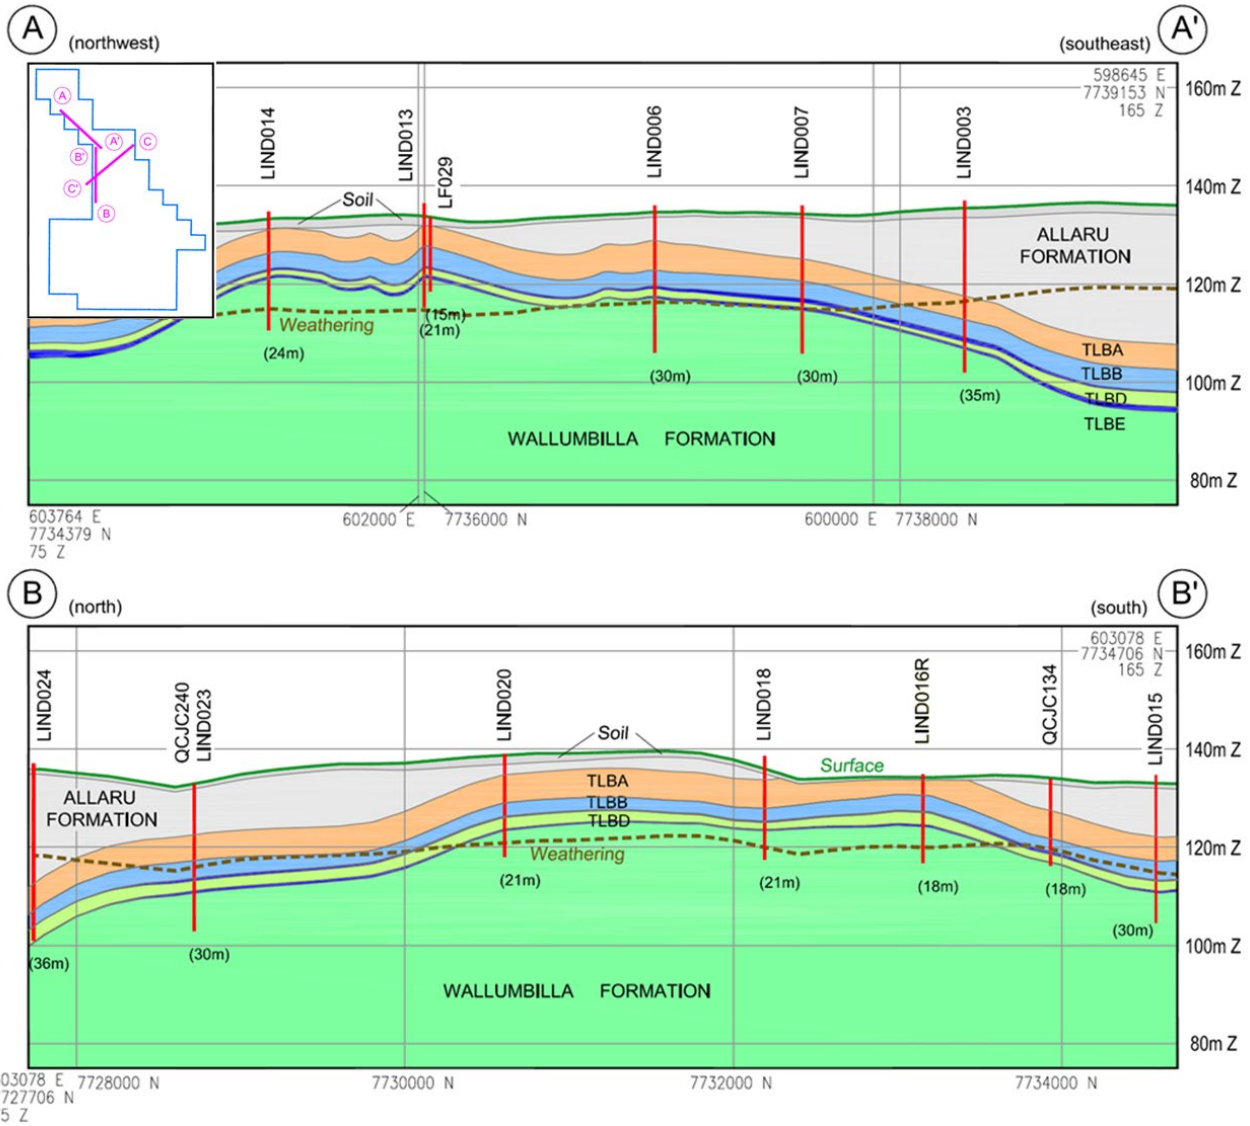 A (northwest)
(southeast) A'
598645 E
7739153 N
165 Z
160m Z
140m Z
120m Z
100m Z
80m Z
A
A'
C
B'
C'
B
LIND014
LIND013
LF029
LIND006
LIND007
LIND003
Soil
ALLARU
FORMATION
Weathering
(15m)
(21m)
(24m)
(30m)
(30m)
(35m)
TLBA
TLBB
TLBD
TLBE
WALLUMBILLA FORMATION
603764 E
7734379 N
75 Z
602000 E
7736000 N
600000 E
7738000 N
B (north)
(south) B'
603078 E
7734706 N
165 Z
160m Z
140m Z
120m Z
100m Z
80m Z
LIND024
QCJC240
LIND023
LIND020
LIND018
LIND016R
QCJC134
LIND015
Soil
Surface
ALLARU
FORMATION
TLBA
TLBB
TLBD
Weathering
(21m)
(21m)
(18m)
(18m)
(30m)
(30m)
(36m)
WALLUMBILLA FORMATION
03078 E
727706 N
5 Z
7728000 N
7730000 N
7732000 N
7734000 N